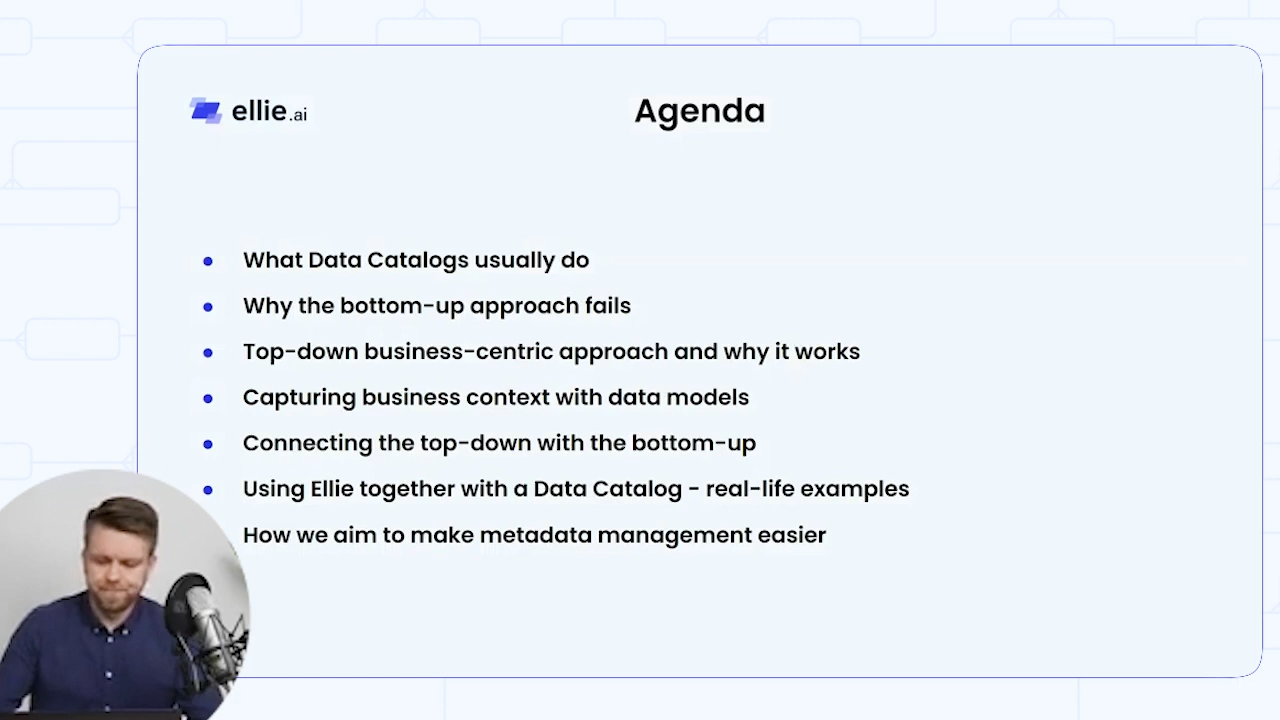 ellie.ai
Agenda
What Data Catalogs usually do
Why the bottom-up approach fails
Top-down business-centric approach and why it works
Capturing business context with data models
Connecting the top-down with the bottom-up
Using Ellie together with a Data Catalog - real-life examples
How we aim to make metadata management easier